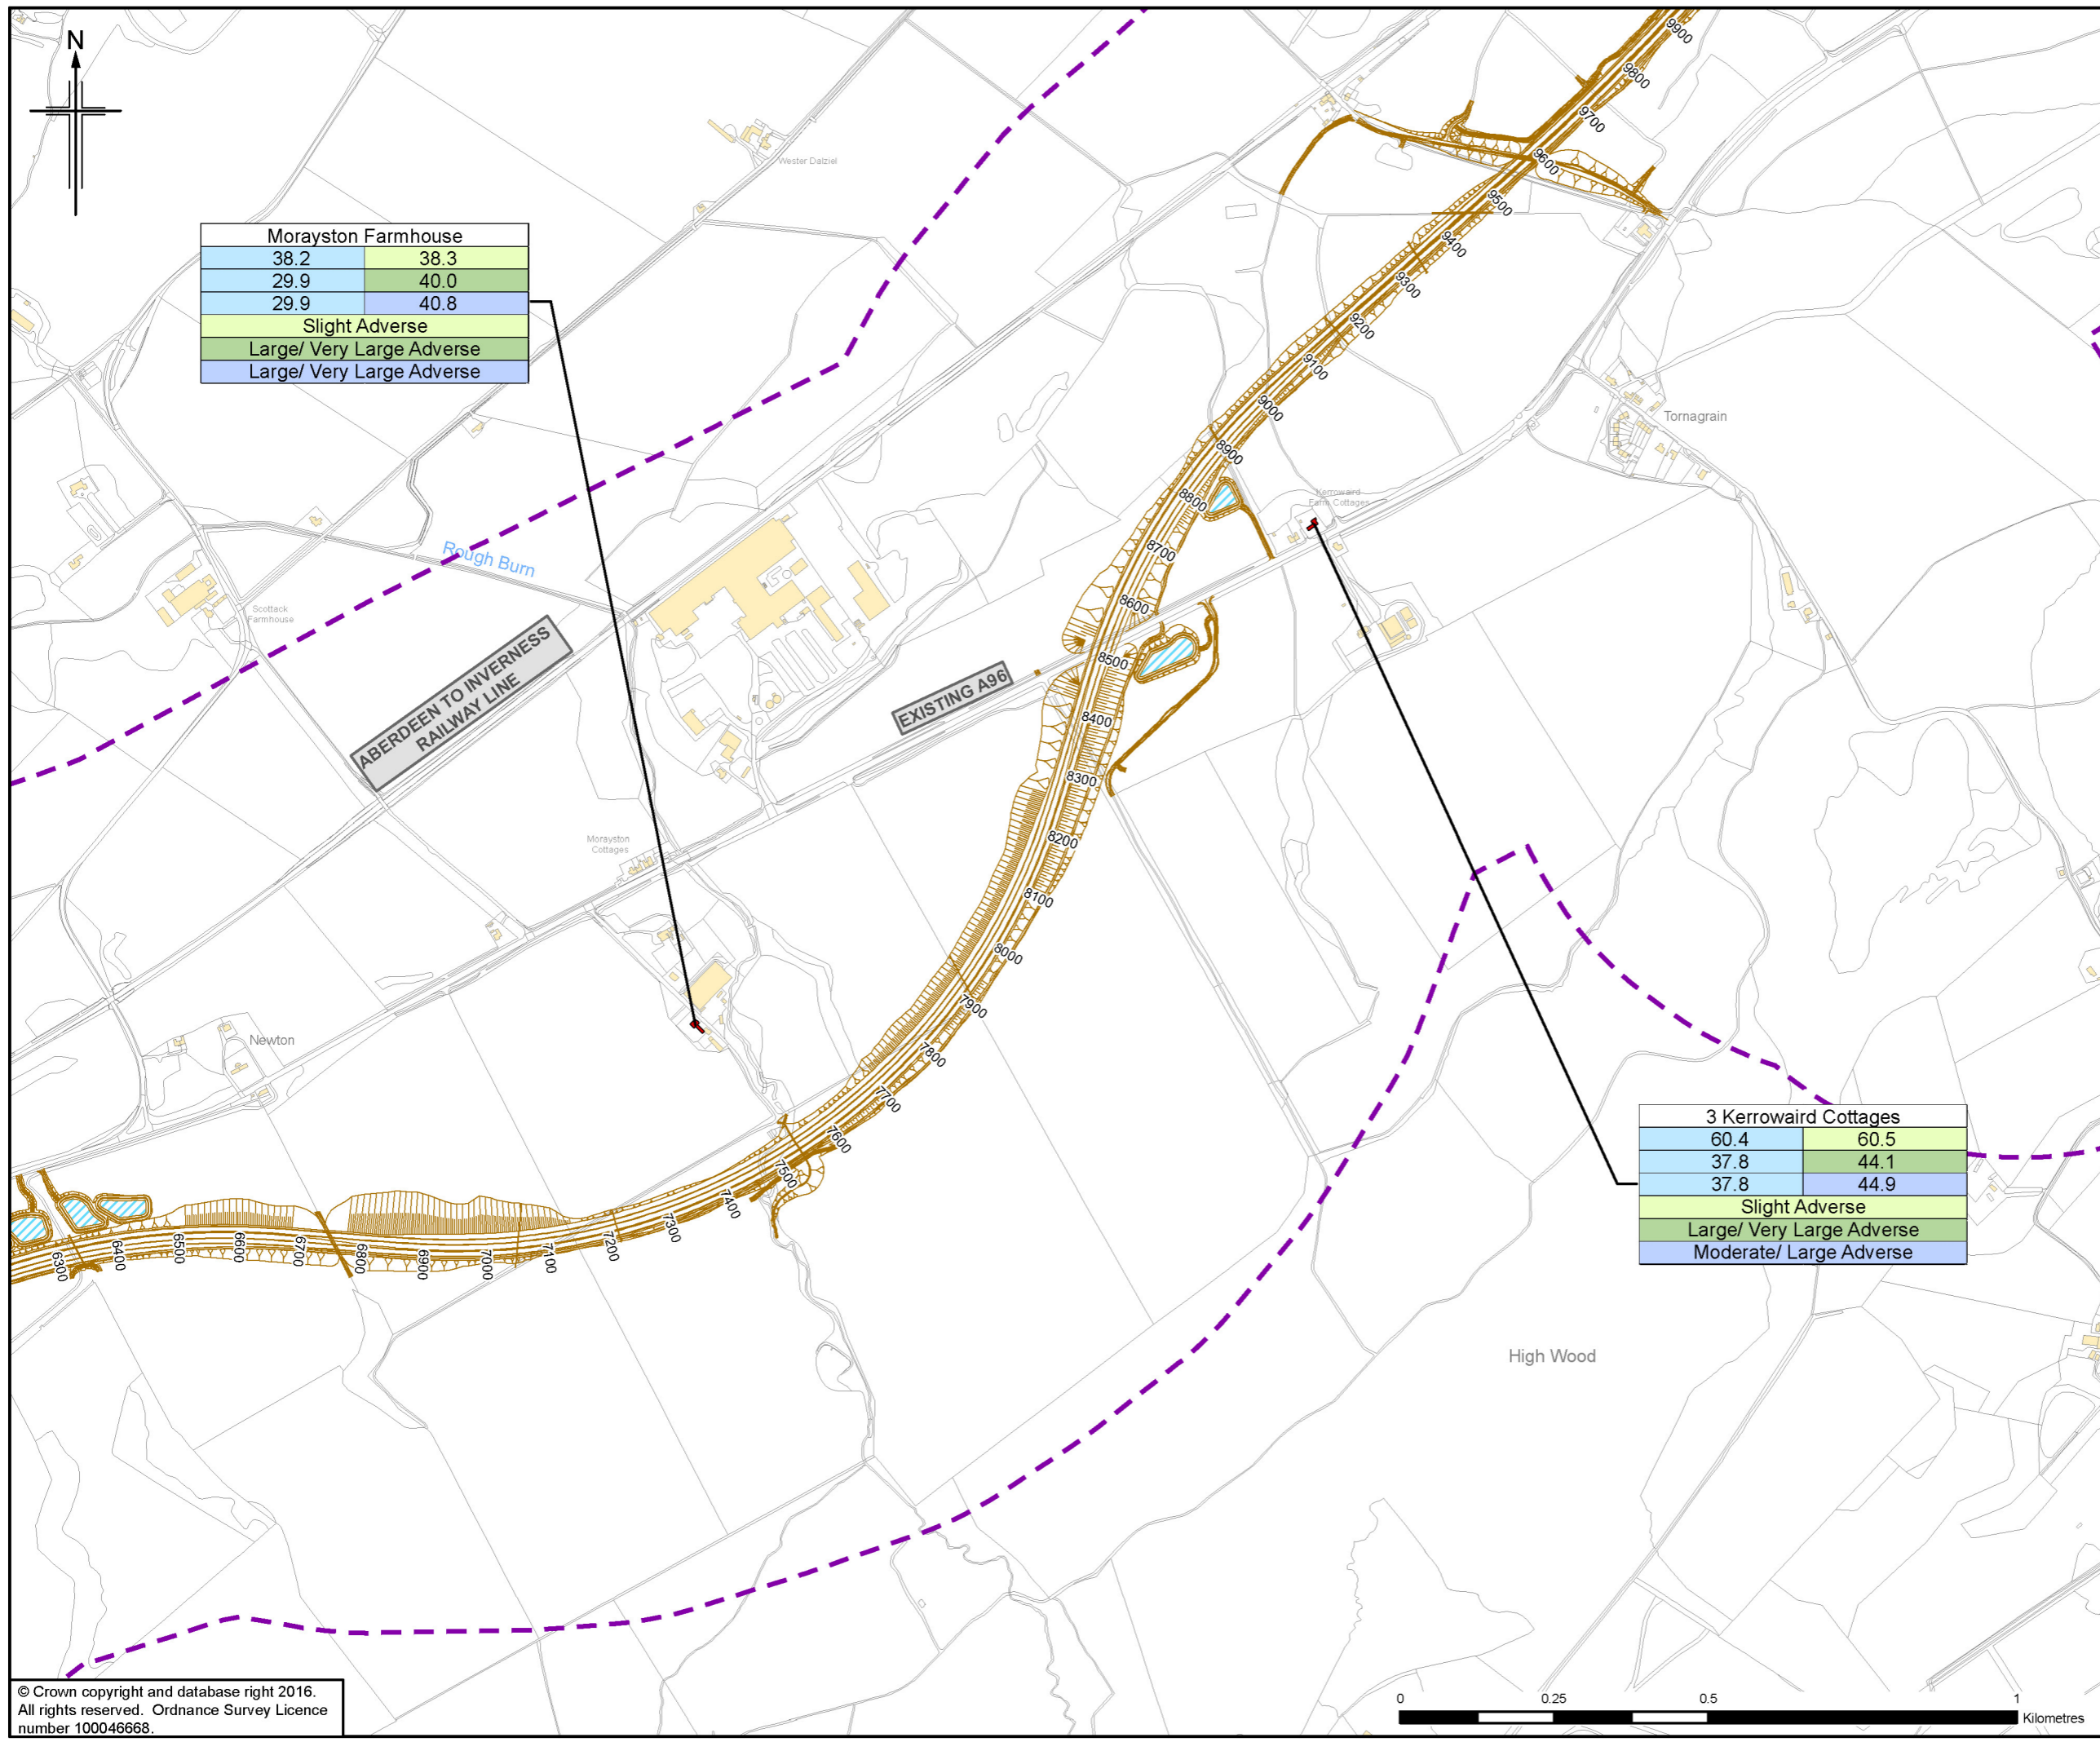 N
Wester Dalziel
Morayston Farmhouse
38.2 38.3
29.9 40.0
29.9 40.8
Slight Adverse
Large/ Very Large Adverse
Large/ Very Large Adverse
9900
9800
9700
9600
9500
9400
9300
9200
9100
9000
8900
8800
8700
8600
8500
8400
8300
8200
8100
8000
7900
7800
7700
7600
7500
7400
7300
7200
7100
7000
6900
6800
6700
6600
6500
6400
6300
Tornagrain
Kerrowaird
Farm Cottages
Rough Burn
Scottack
Farmhouse
ABERDEEN TO INVERNESS
RAILWAY LINE
EXISTING A96
Morayston
Cottages
Newton
3 Kerrowaird Cottages
60.4 60.5
37.8 44.1
37.8 44.9
Slight Adverse
Large/ Very Large Adverse
Moderate/ Large Adverse
High Wood
© Crown copyright and database right 2016.
All rights reserved. Ordnance Survey Licence
number 100046668.
0 0.25 0.5 1
Kilometres